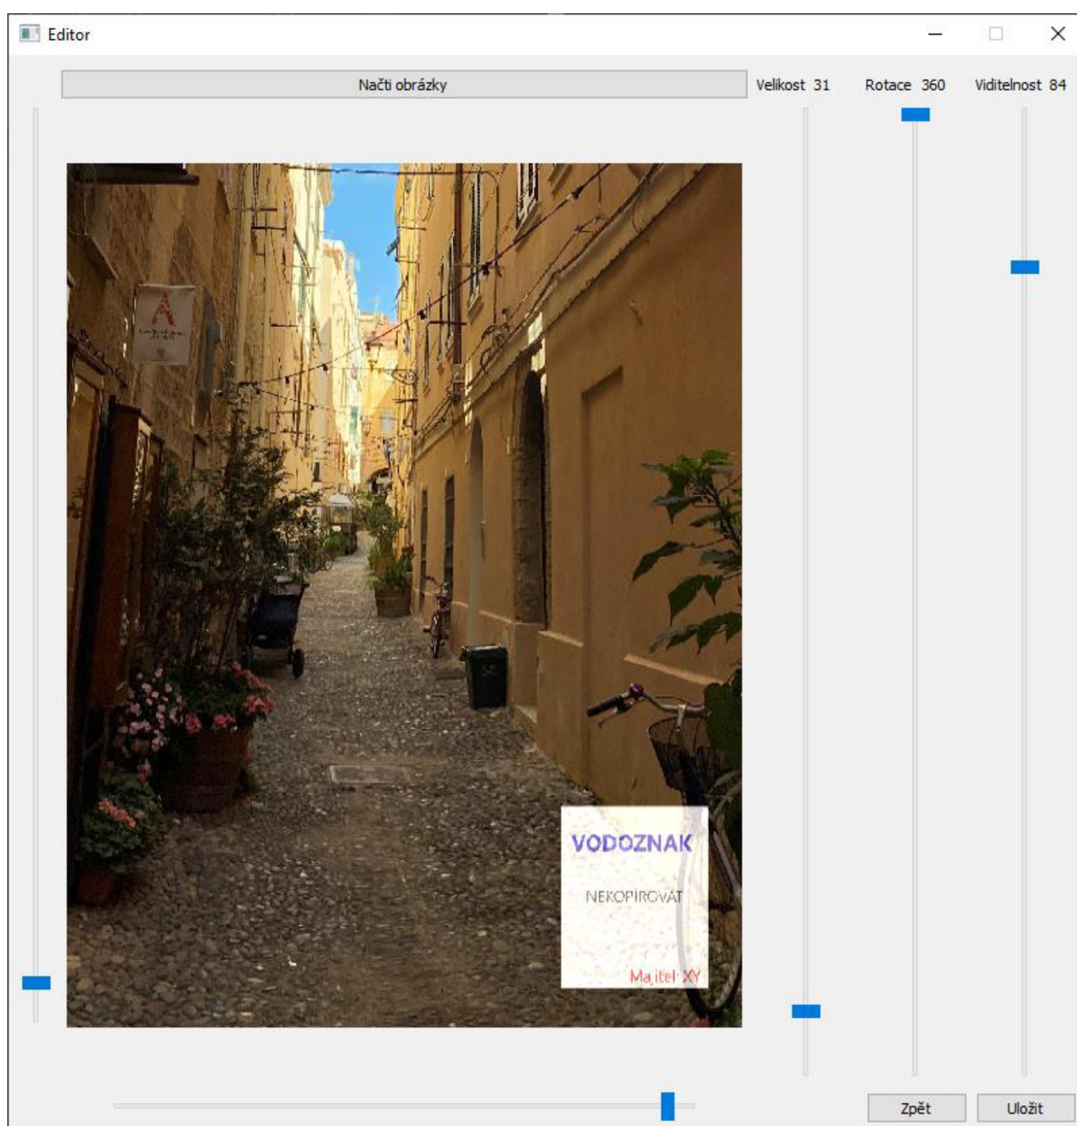 Editor
Načti obrázky
Velikost 31
Rotace 360
Viditelnost 84
A
VODOZNAK
NEKOPÍROVAT
Majitel: XY
Zpět
Uložit